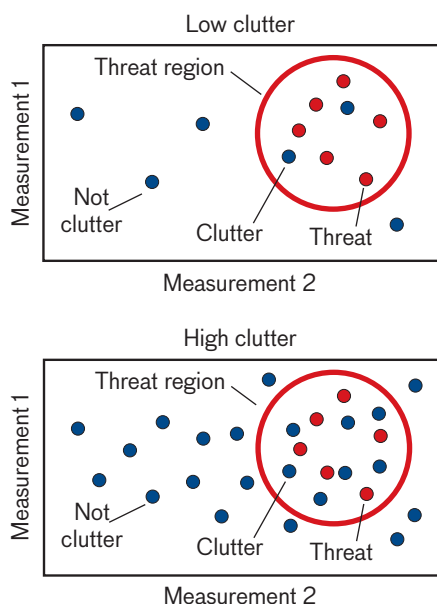 Low clutter
Threat region
Measurement 1
Not
clutter
Clutter
Threat
Measurement 2
High clutter
Threat region
Measurement 1
Not
clutter
Clutter
Threat
Measurement 2